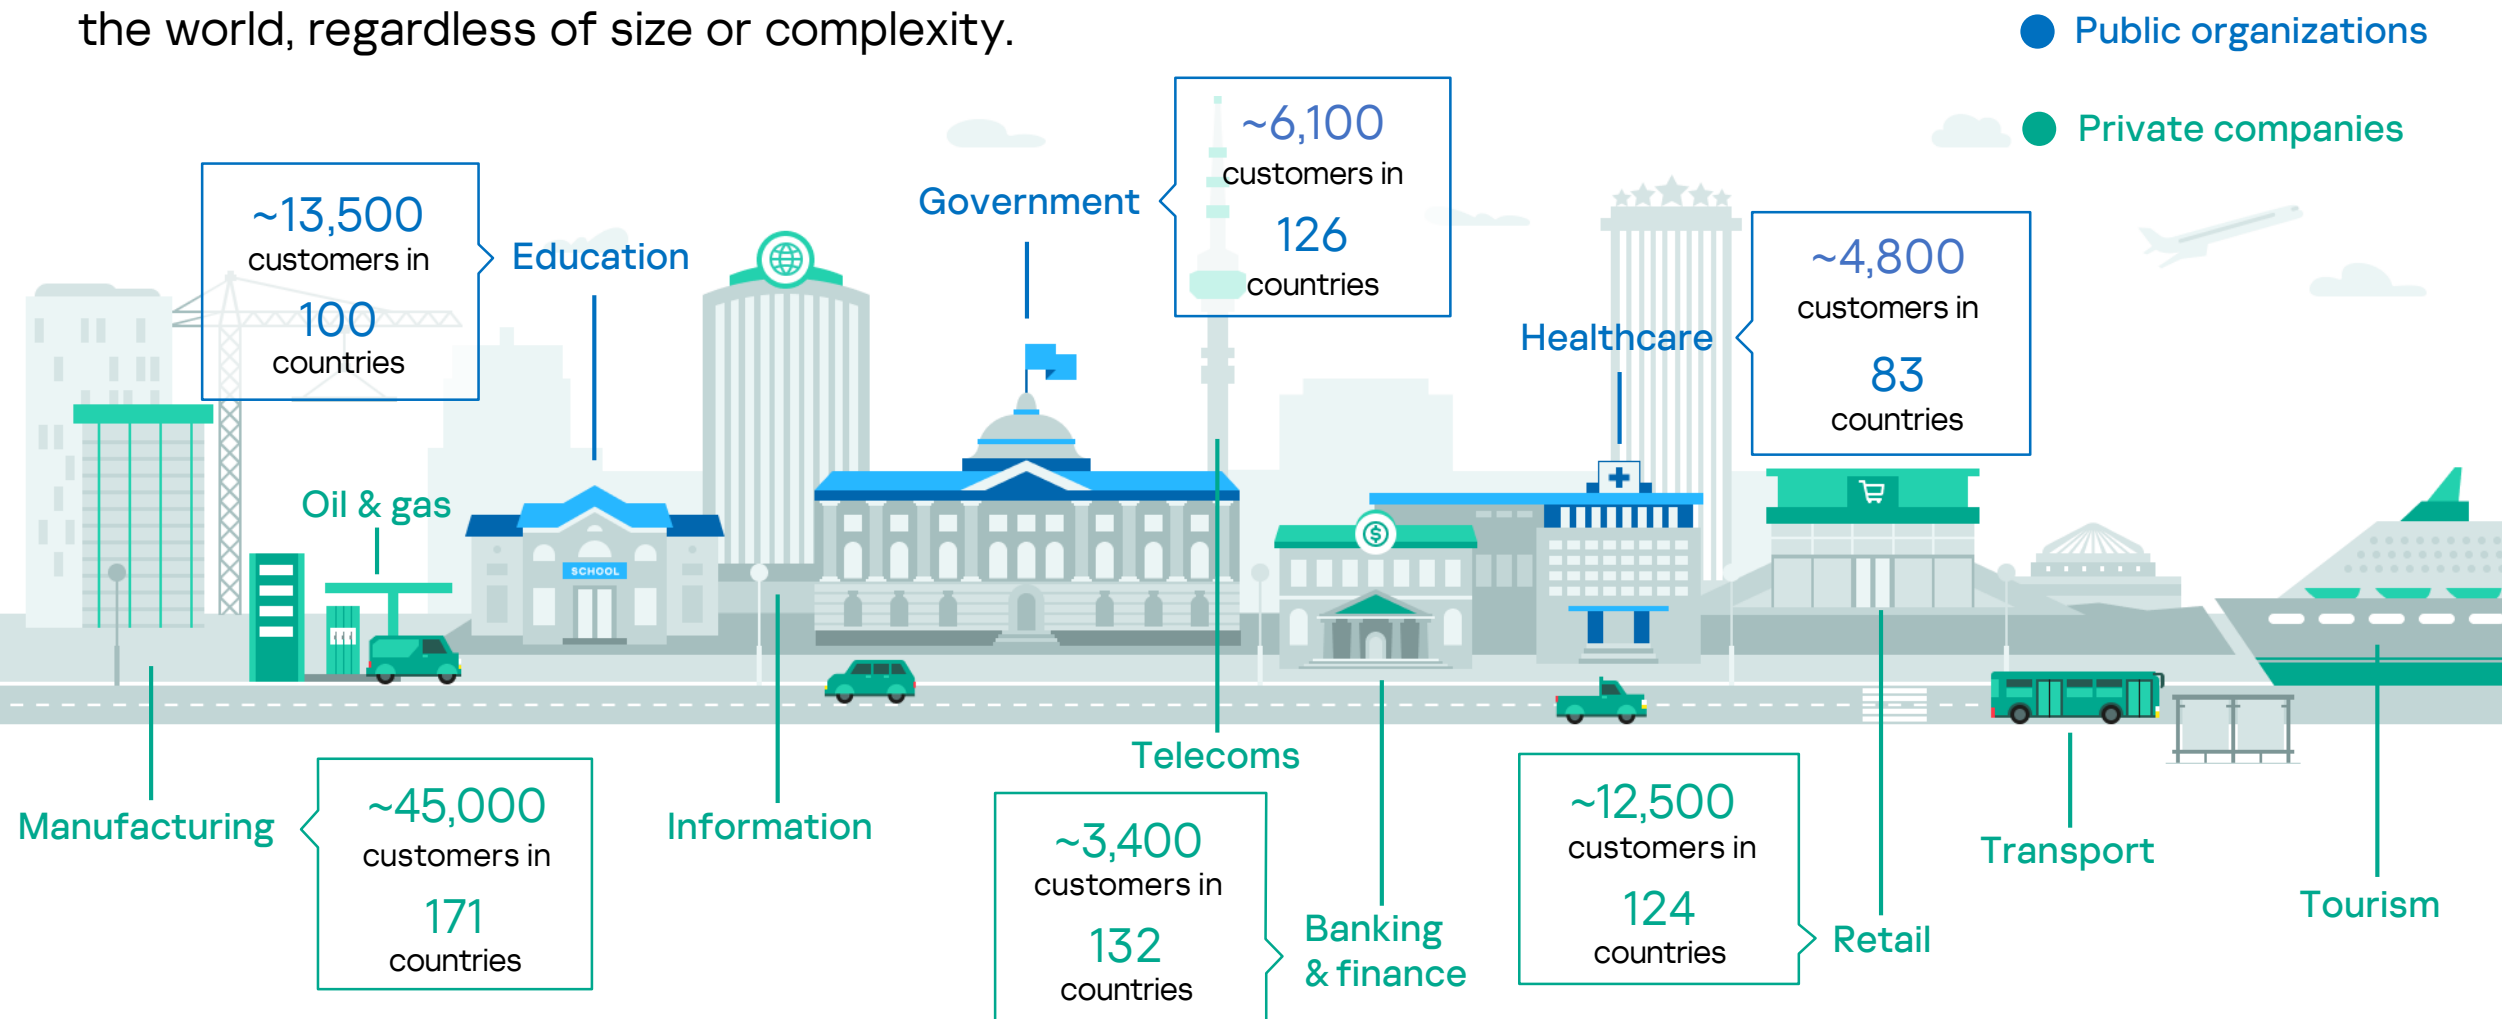 the world, regardless of size or complexity.
Public organizations
Private companies
~13,500
customers in
100
countries
Education
Government
~6,100
customers in
126
countries
Healthcare
~4,800
customers in
83
countries
Oil & gas
SCHOOL
Manufacturing
~45,000
customers in
171
countries
Information
Telecoms
~3,400
customers in
132
countries
Banking
& finance
~12,500
customers in
124
countries
Retail
Transport
Tourism